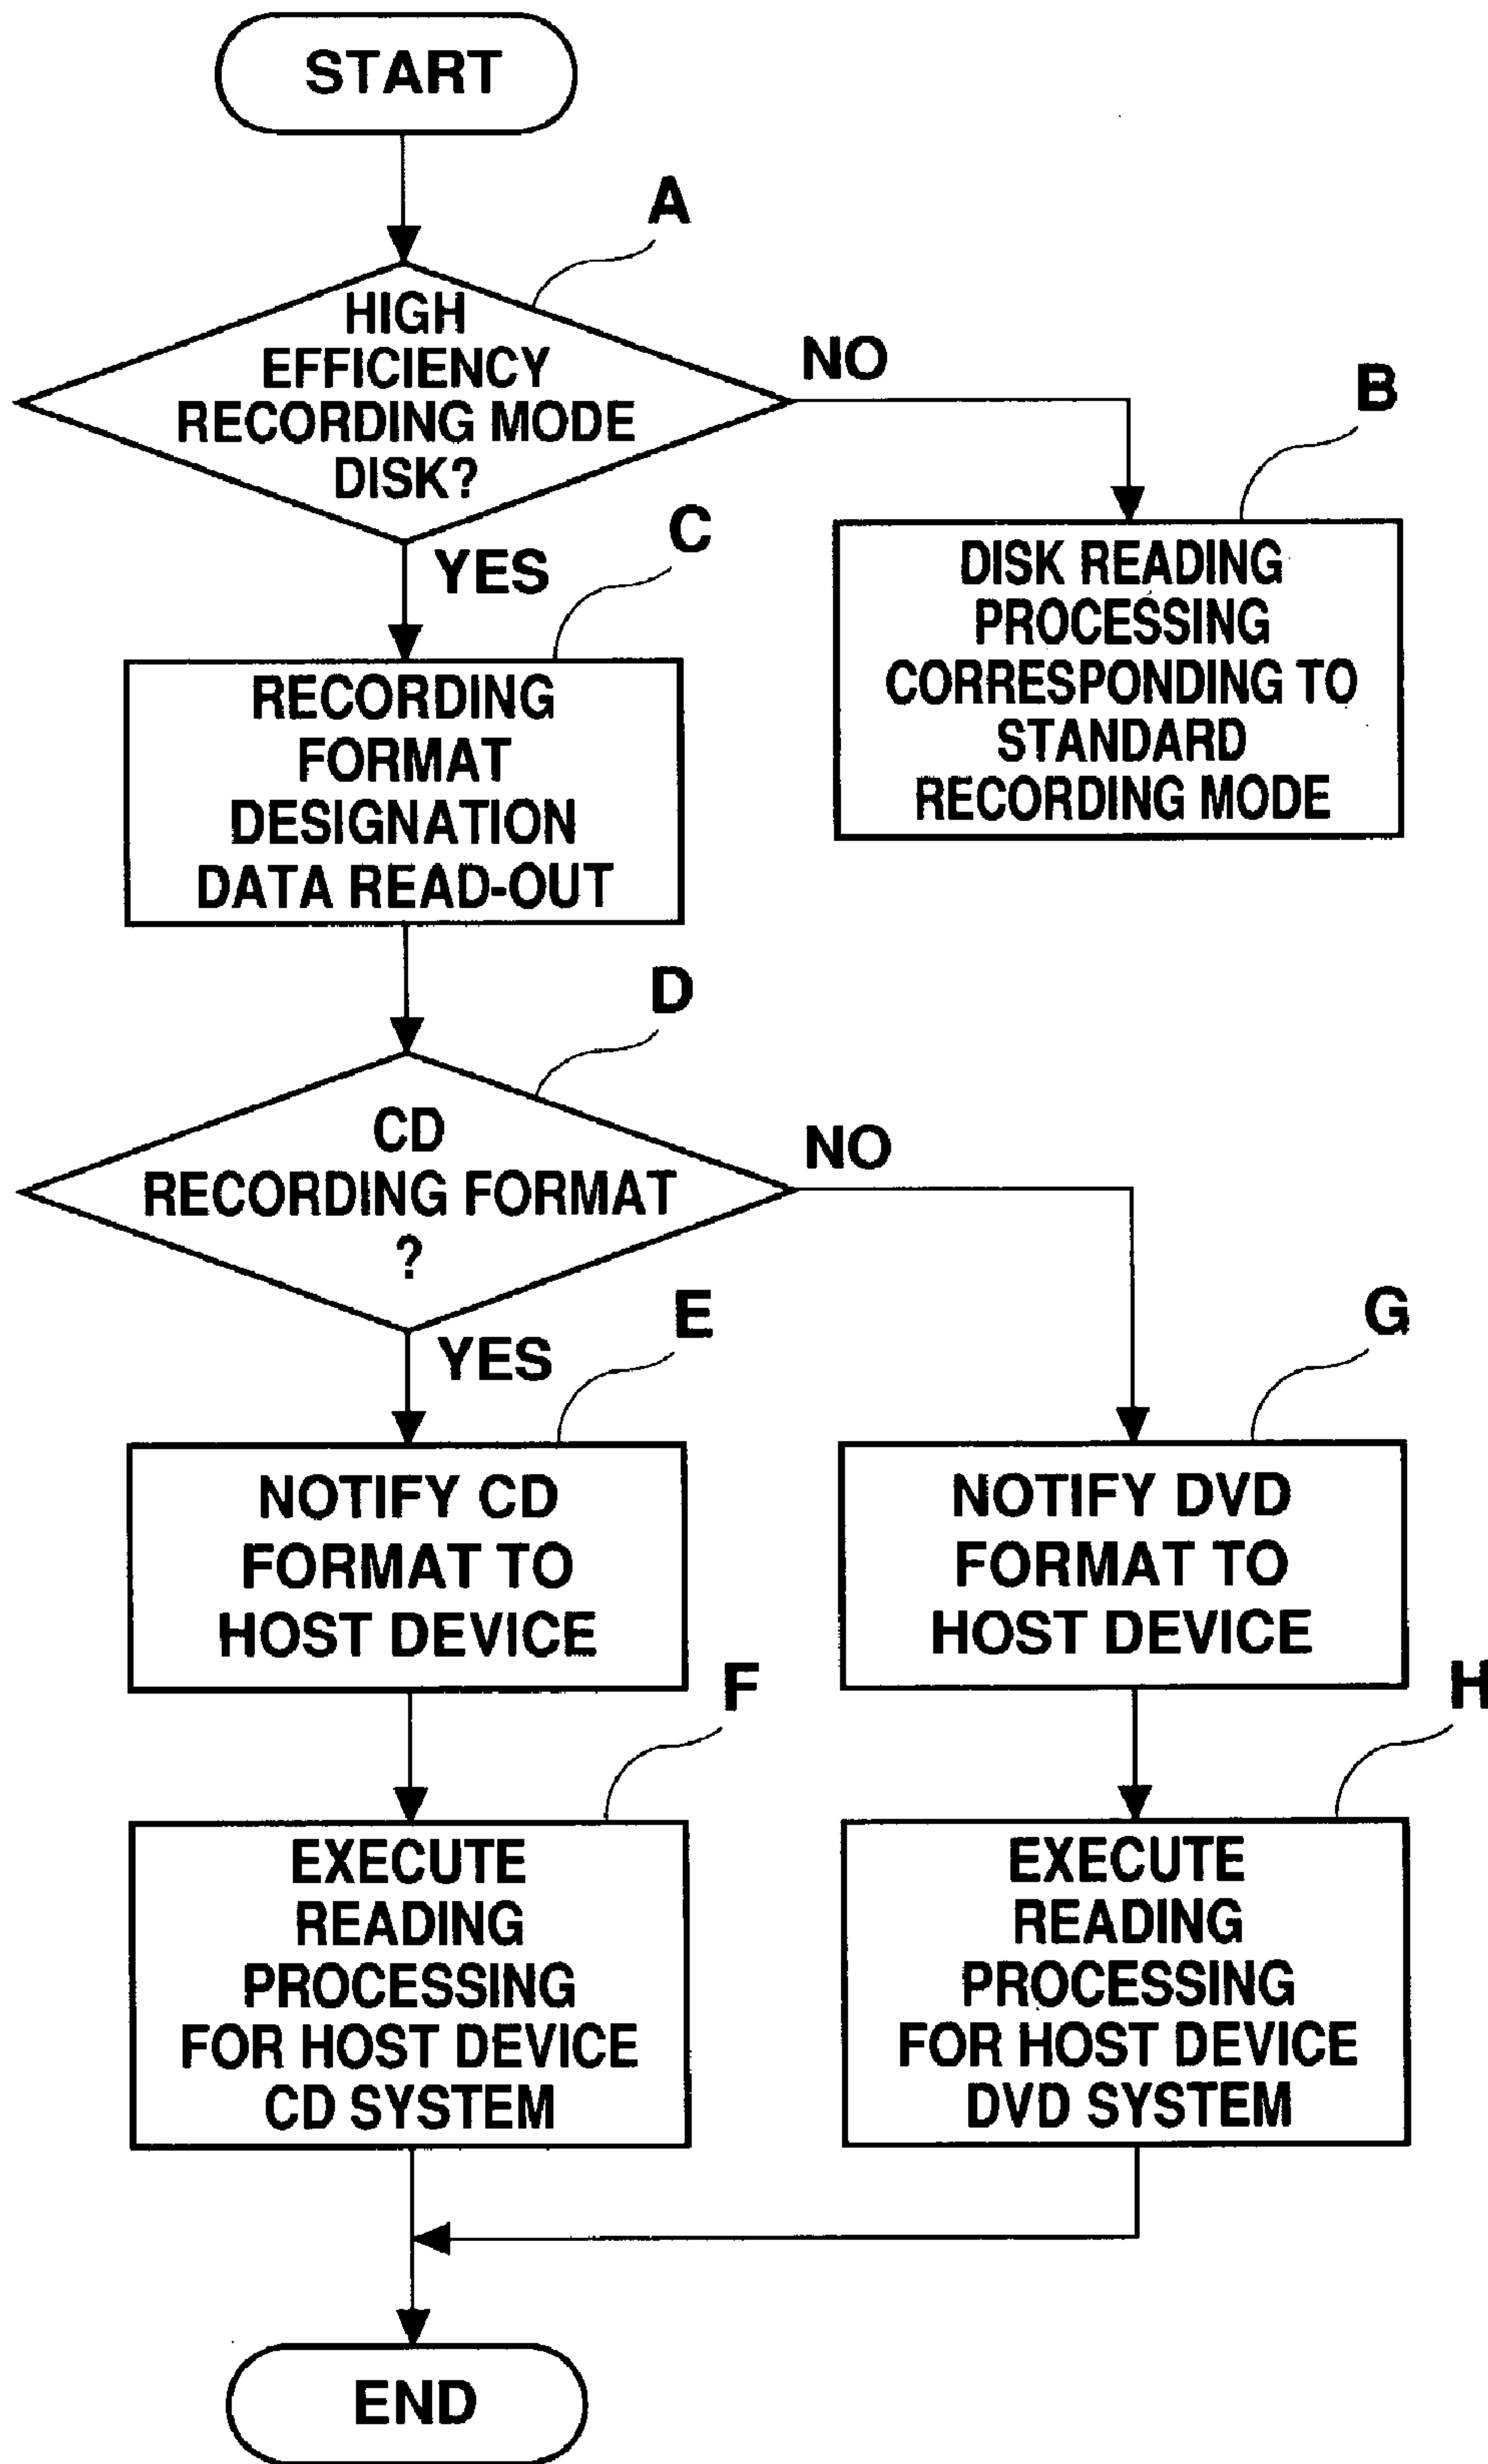 START
A
HIGH
EFFICIENCY
RECORDING MODE
DISK?
NO
B
YES
C
DISK READING
PROCESSING
CORRESPONDING TO
STANDARD
RECORDING MODE
RECORDING
FORMAT
DESIGNATION
DATA READ-OUT
D
CD
RECORDING FORMAT
?
NO
YES
E
G
NOTIFY CD
FORMAT TO
HOST DEVICE
NOTIFY DVD
FORMAT TO
HOST DEVICE
F
H
EXECUTE
READING
PROCESSING
FOR HOST DEVICE
CD SYSTEM
EXECUTE
READING
PROCESSING
FOR HOST DEVICE
DVD SYSTEM
END